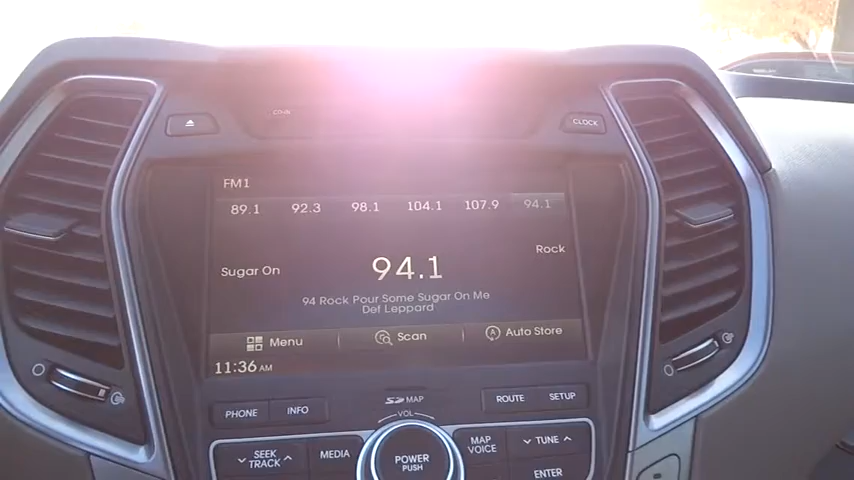 CLOCK
FM1
89.1 92.3 98.1 104.1 107.9 94.1
Rock
Sugar On 94.1
94 Rock Pour Some Sugar On Me
Def Leppard
Menu Scan Auto Store
11:36 AM
SD MAP
PHONE INFO VOL ROUTE SETUP
SEEK
TRACK MEDIA POWER
PUSH MAP
VOICE TUNE
ENTER